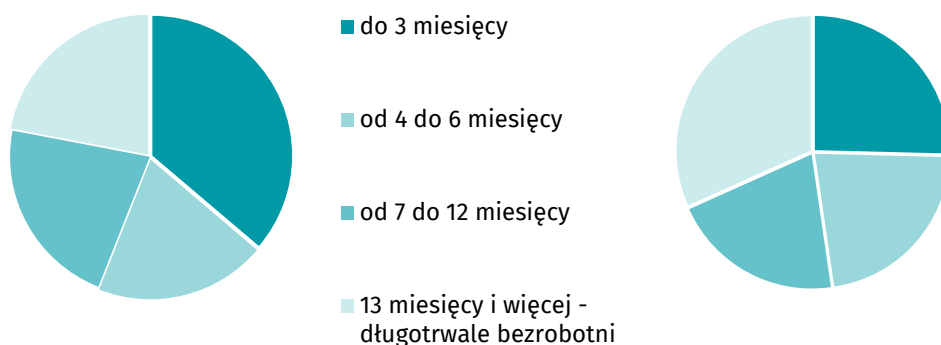 do 3 miesięcy
od 4 do 6 miesięcy
od 7 do 12 miesięcy
13 miesięcy i więcej -
długotrwale bezrobotni